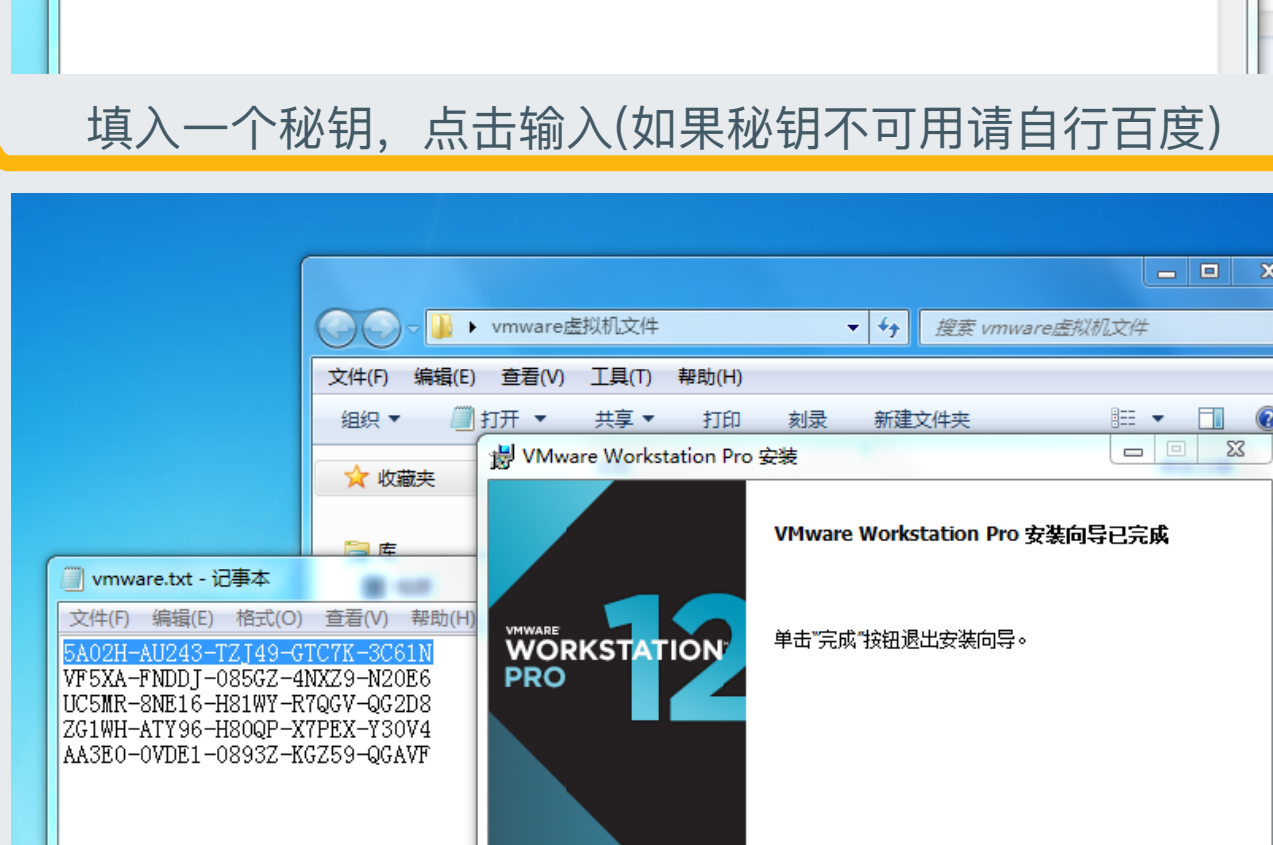 填入一个秘钥，点击输入(如果秘钥不可用请自行百度)
vmware虚拟机文件
搜索 vmware虚拟机文件
文件(F) 编辑(E) 查看(V) 工具(T) 帮助(H)
组织 打开 共享 打印 刻录 新建文件夹
收藏夹
库
VMware Workstation Pro 安装
VMware Workstation Pro 安装向导已完成
单击"完成"按钮退出安装向导。
VMWARE
WORKSTATION 12
PRO
vmware.txt - 记事本
文件(F) 编辑(E) 格式(O) 查看(V) 帮助(H)
5A02H-AU243-TZJ49-GTC7K-3C61N
VF5XA-FNDDJ-085GZ-4NXZ9-N20E6
UC5MR-8NE16-H81WY-R7QGV-QG2D8
ZG1WH-ATY96-H80QP-X7PEX-Y30V4
AA3E0-0VDE1-0893Z-KGZ59-QGAVF